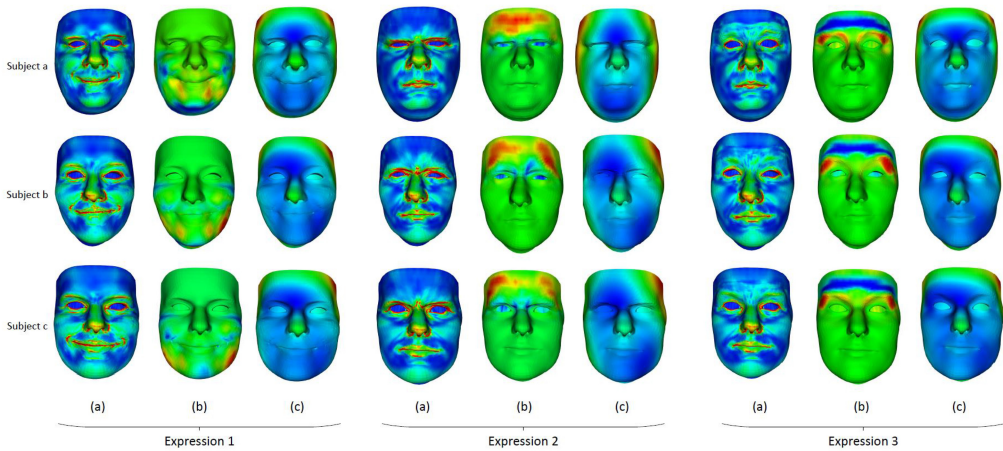 Subject a
Subject b
Subject c
(a) (b) (c) (a) (b) (c) (a) (b) (c)
Expression 1 Expression 2 Expression 3